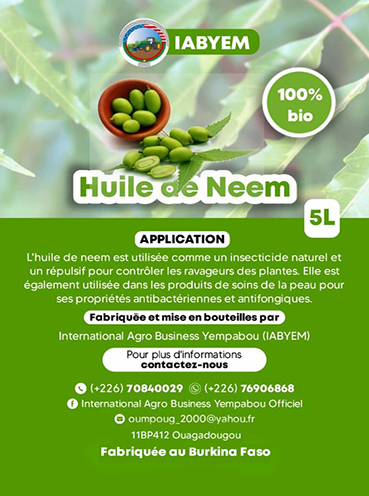 IABYEM
100%
bio
Huile de Neem
5L
APPLICATION
L'huile de neem est utilisée comme un insecticide naturel et
un répulsif pour contrôler les ravageurs des plantes. Elle est
également utilisée dans les produits de soins de la peau pour
ses propriétés antibactériennes et antifongiques.
Fabriquée et mise en bouteilles par
International Agro Business Yempabou (IABYEM)
Pour plus d'informations
contactez-nous
(+226) 70840029 (+226) 76906868
International Agro Business Yempabou Officiel
oumpoug_2000@yahou.fr
11BP412 Ouagadougou
Fabriquée au Burkina Faso